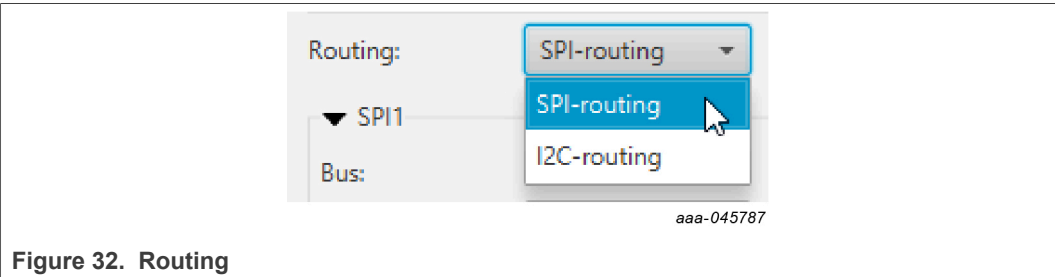 Routing: SPI-routing
SPI-routing
SPI1
I2C-routing
Bus:
aaa-045787
Figure 32. Routing